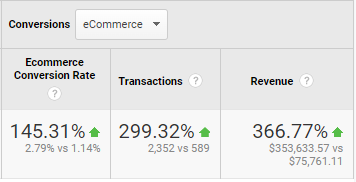 Conversions eCommerce
Ecommerce
Conversion Rate
?
Transactions ?
Revenue ?
145.31%
2.79% vs 1.14%
299.32%
2,352 vs 589
366.77%
$353,633.57 vs
$75,761.11